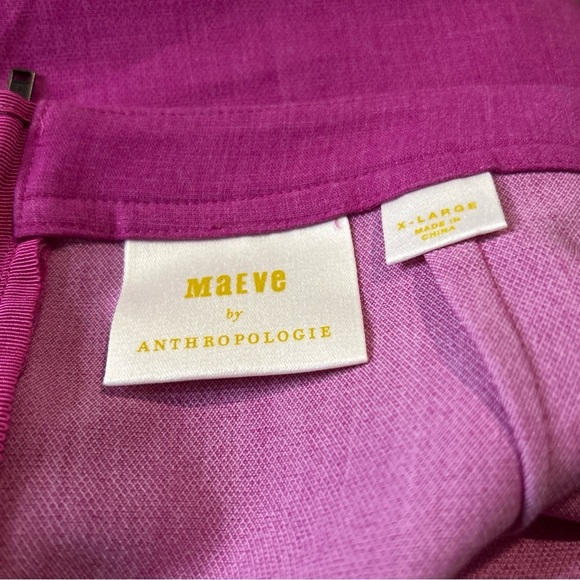 MaEve
by
ANTHROPOLOGIE
X-LARGE
MADE IN
CHINA